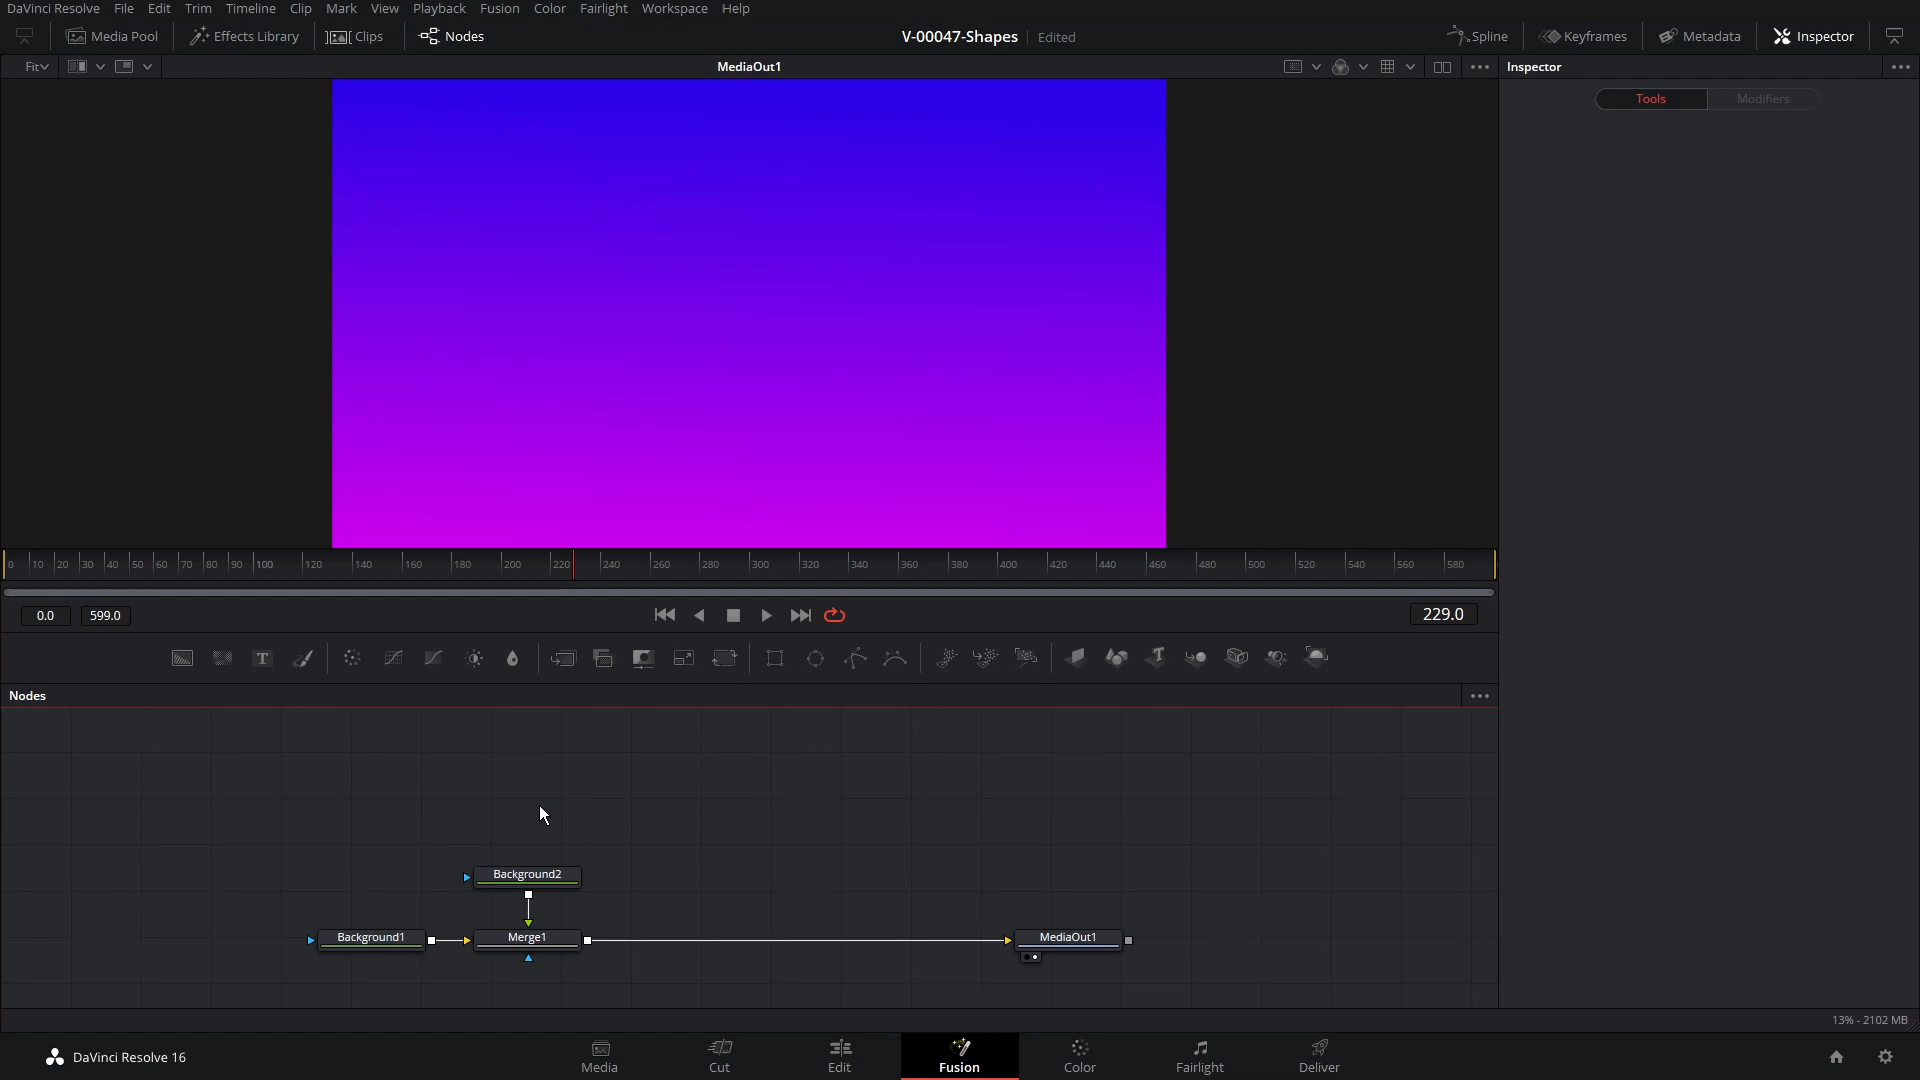 DaVinci Resolve File Edit Trim Timeline Clip Mark View Playback Fusion Color Fairlight Workspace Help
Media Pool Effects Library Clips Nodes V-00047-Shapes Edited Spline Keyframes Metadata Inspector
Fit MediaOut1 Inspector
Tools Modifiers
0 10 20 30 40 50 60 70 80 90 100 120 140 160 180 200 220 240 260 280 300 320 340 360 380 400 420 440 460 480 500 520 540 560 580
0.0 599.0 229.0
T
Nodes
Background2
Background1 Merge1 MediaOut1
13% - 2102 MB
DaVinci Resolve 16 Media Cut Edit Fusion Color Fairlight Deliver